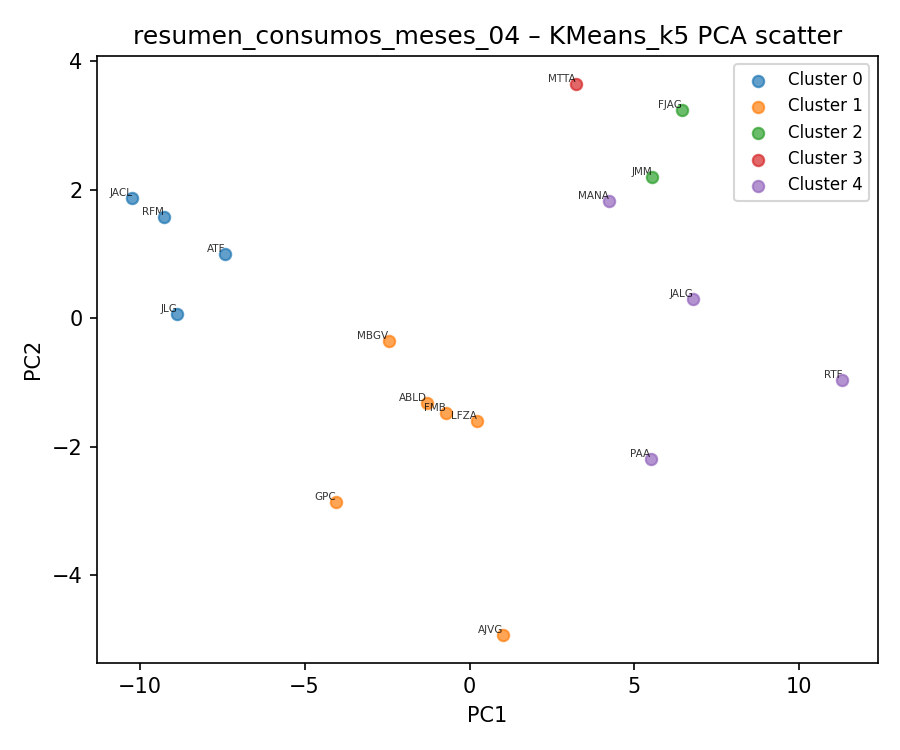 resumen_consumos_meses_04 – KMeans_k5 PCA scatter
4
2
0
−2
−4
PC2
−10
−5
0
5
10
PC1
Cluster 0
Cluster 1
Cluster 2
Cluster 3
Cluster 4
MTTA
FJAG
JMM
MANA
JACL
RFM
ATF
JLG
JALG
MBGV
RTF
ABLD
FMB
LFZA
PAA
GPC
AJVG